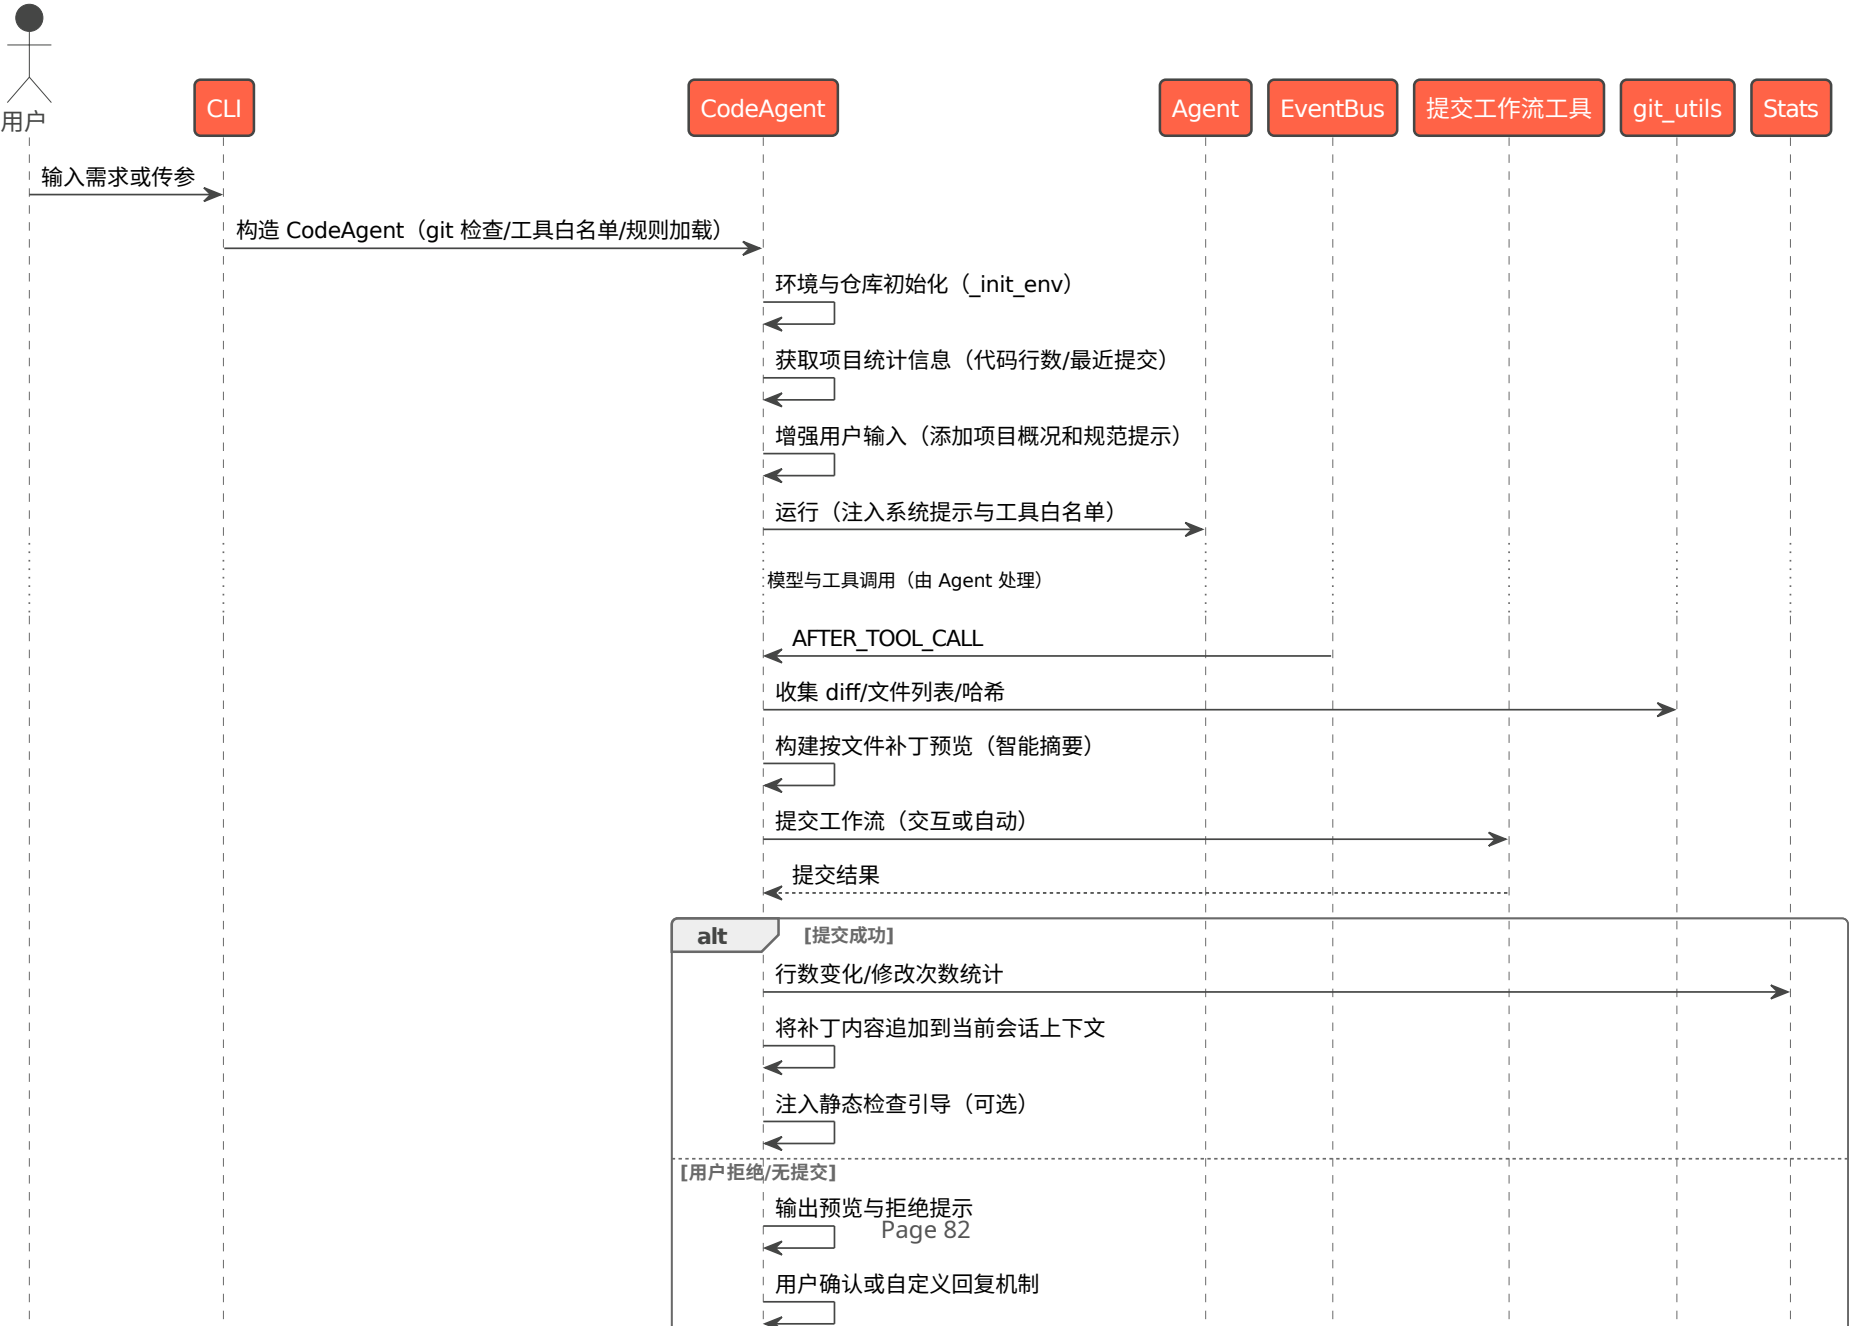 用户
CLI
CodeAgent
Agent
EventBus
提交工作流工具
git_utils
Stats
输入需求或传参
构造 CodeAgent（git 检查/工具白名单/规则加载）
环境与仓库初始化（_init_env）
获取项目统计信息（代码行数/最近提交）
增强用户输入（添加项目概况和规范提示）
运行（注入系统提示与工具白名单）
模型与工具调用（由 Agent 处理）
AFTER_TOOL_CALL
收集 diff/文件列表/哈希
构建按文件补丁预览（智能摘要）
提交工作流（交互或自动）
提交结果
alt
[提交成功]
行数变化/修改次数统计
将补丁内容追加到当前会话上下文
注入静态检查引导（可选）
[用户拒绝/无提交]
输出预览与拒绝提示
Page 82
用户确认或自定义回复机制